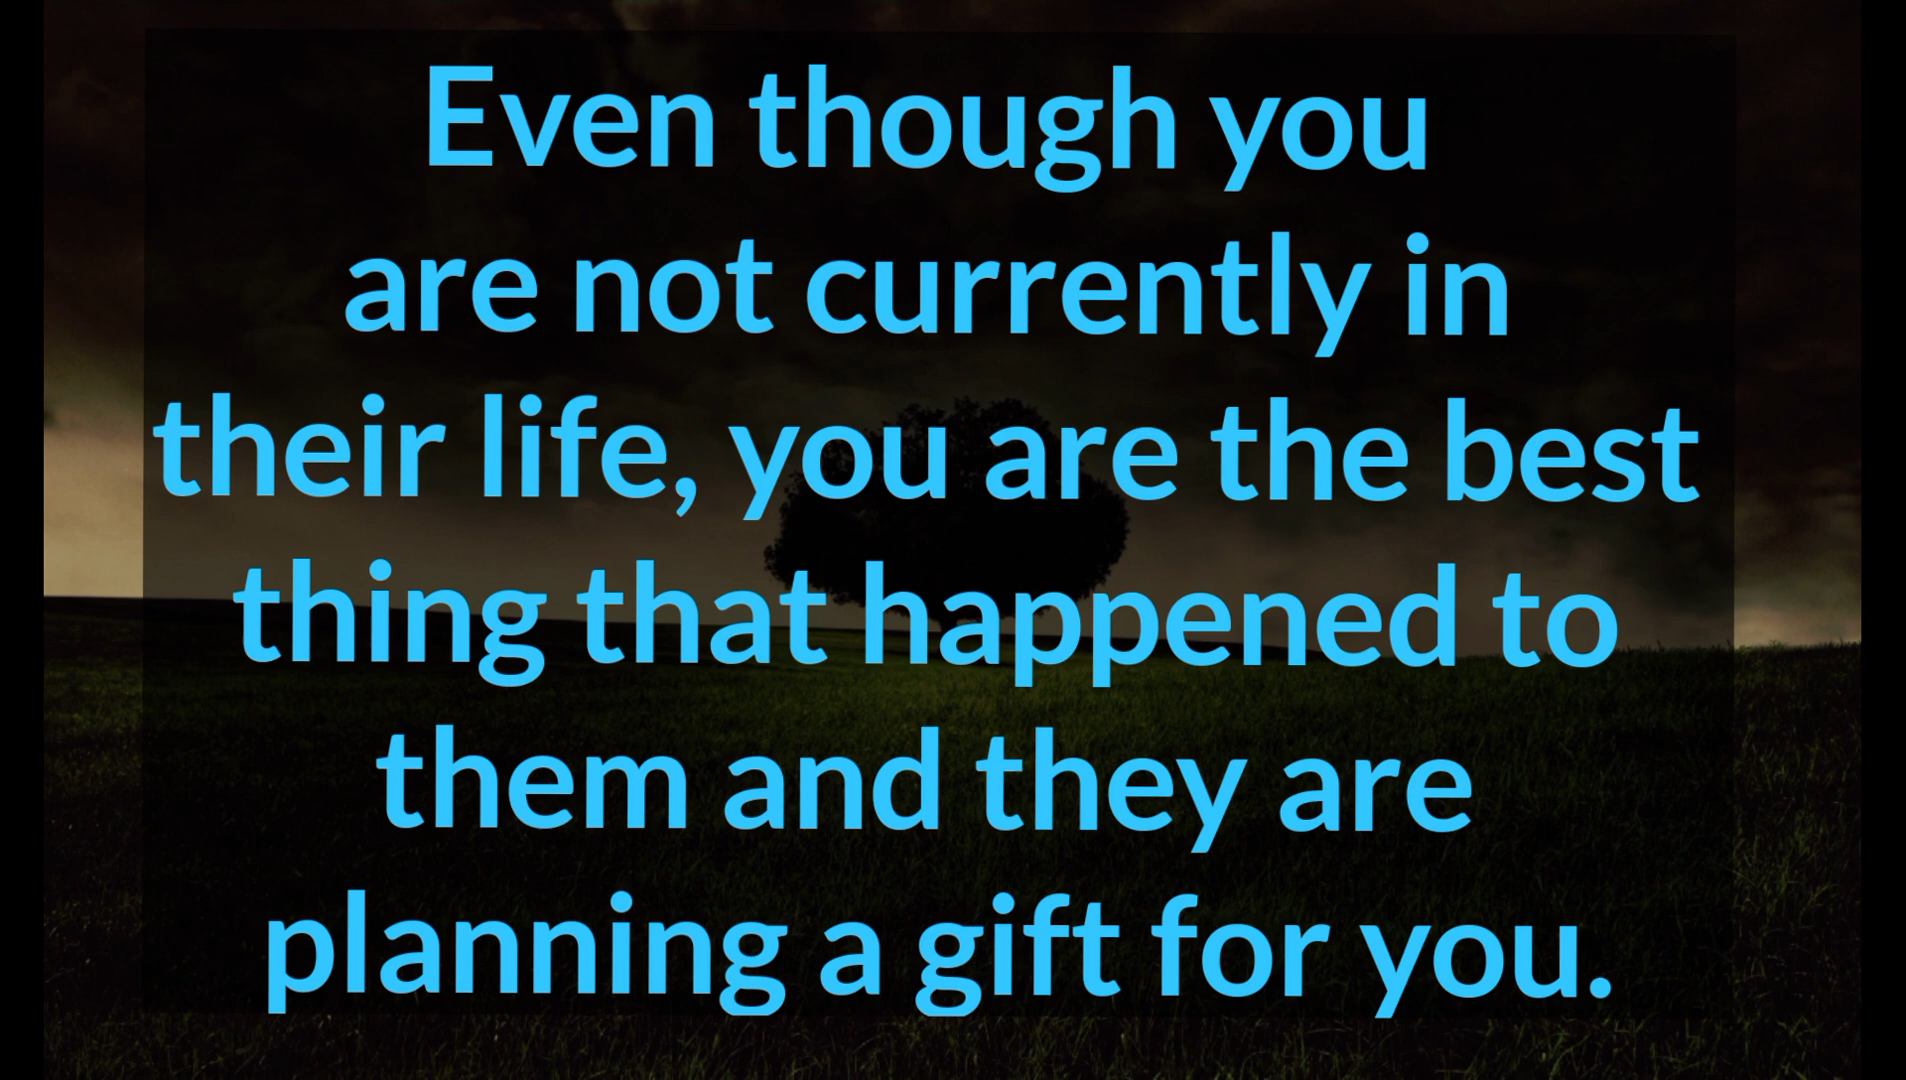 Even though you
are not currently in
their life, you are the best
thing that happened to
them and they are
planning a gift for you.